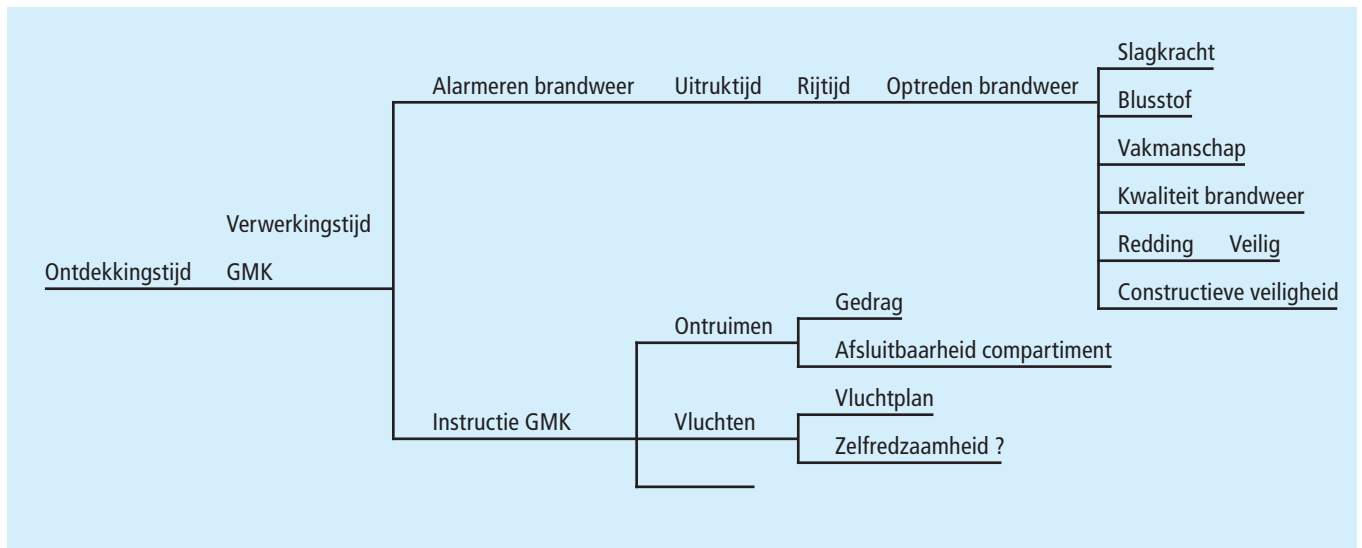 Slagkracht
Alarmeren brandweer Uitruktijd Rijtijd Optreden brandweer
Blusstof
Vakmanschap
Kwaliteit brandweer
Verwerkingstijd
Redding Veilig
Ontdekkingstijd GMK
Constructieve veiligheid
Gedrag
Ontruimen
Afsluitbaarheid compartiment
Vluchtplan
Instructie GMK Vluchten
Zelfredzaamheid ?